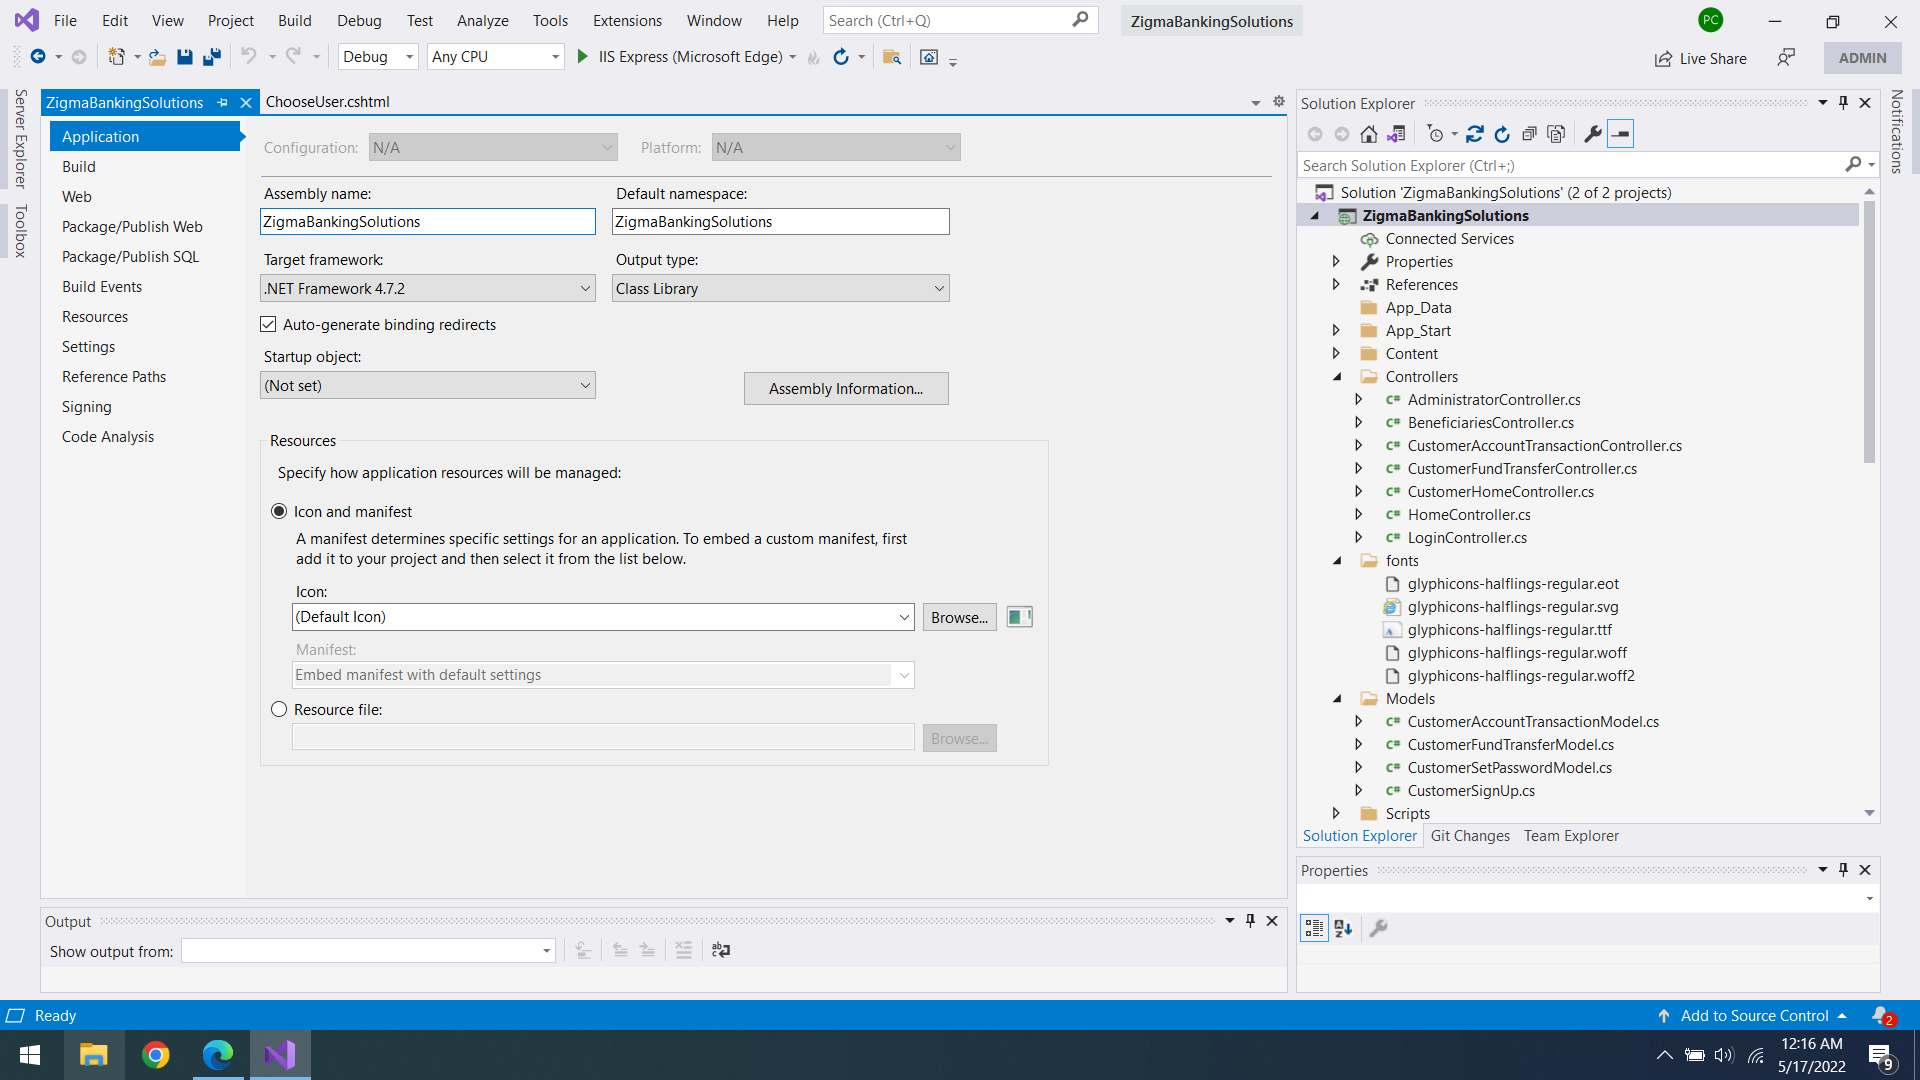 File Edit View Project Build Debug Test Analyze Tools Extensions Window Help Search (Ctrl+Q) ZigmaBankingSolutions PC
Debug Any CPU IIS Express (Microsoft Edge) Live Share ADMIN
Server Explorer
Toolbox
ZigmaBankingSolutions ChooseUser.cshtml
Application
Build
Web
Package/Publish Web
Package/Publish SQL
Build Events
Resources
Settings
Reference Paths
Signing
Code Analysis
Configuration: N/A Platform: N/A
Assembly name: Default namespace:
ZigmaBankingSolutions ZigmaBankingSolutions
Target framework: Output type:
.NET Framework 4.7.2 Class Library
Auto-generate binding redirects
Startup object:
(Not set) Assembly Information...
Resources
Specify how application resources will be managed:
Icon and manifest
A manifest determines specific settings for an application. To embed a custom manifest, first
add it to your project and then select it from the list below.
Icon:
(Default Icon) Browse...
Manifest:
Embed manifest with default settings
Resource file:
Browse...
Output
Show output from:
Solution Explorer
Search Solution Explorer (Ctrl+;)
Solution 'ZigmaBankingSolutions' (2 of 2 projects)
ZigmaBankingSolutions
Connected Services
Properties
References
App_Data
App_Start
Content
Controllers
C# AdministratorController.cs
C# BeneficiariesController.cs
C# CustomerAccountTransactionController.cs
C# CustomerFundTransferController.cs
C# CustomerHomeController.cs
C# HomeController.cs
C# LoginController.cs
fonts
glyphicons-halflings-regular.eot
glyphicons-halflings-regular.svg
glyphicons-halflings-regular.ttf
glyphicons-halflings-regular.woff
glyphicons-halflings-regular.woff2
Models
C# CustomerAccountTransactionModel.cs
C# CustomerFundTransferModel.cs
C# CustomerSetPasswordModel.cs
C# CustomerSignUp.cs
Scripts
Solution Explorer Git Changes Team Explorer
Properties
Notifications
Ready Add to Source Control 2
12:16 AM
5/17/2022
9